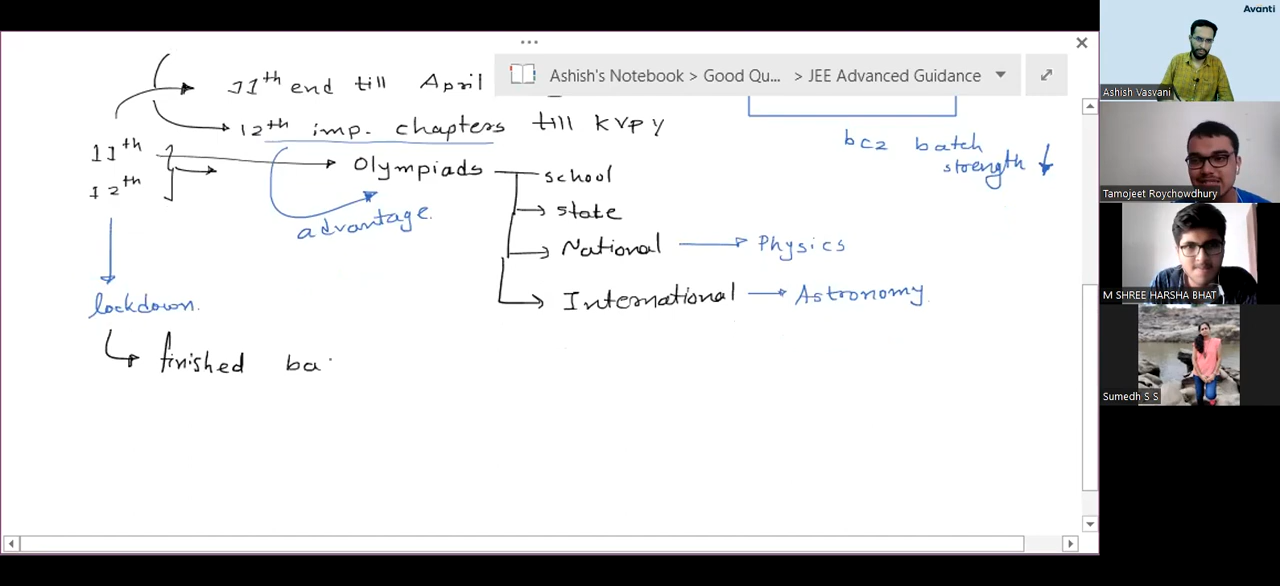 Avanti
Ashish's Notebook > Good Qu... > JEE Advanced Guidance
11th end till April
12th imp. chapters till KVPY
bcz batch
strength ↓
11th
12th
Olympiads
school
state
advantage.
National → Physics
International → Astronomy
lockdown.
finished ba
Ashish Vasvani
Tamojeet Roychowdhury
M SHREE HARSHA BHAT
Sumedh S S